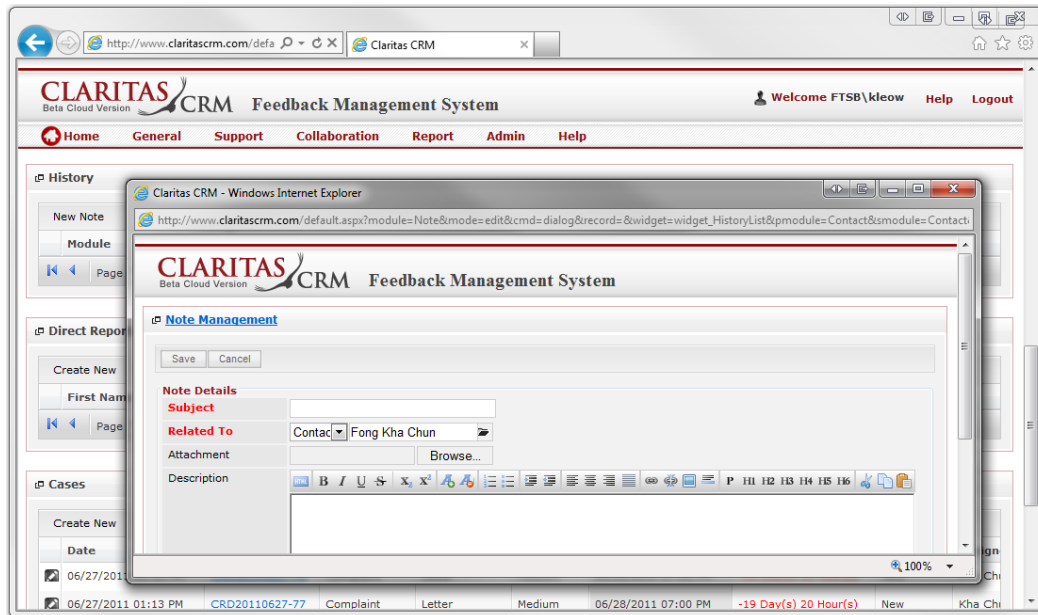 http://www.claritascrm.com/defa
Claritas CRM
CLARITAS CRM
Beta Cloud Version
Feedback Management System
Welcome FTSB\kleow
Help
Logout
Home General Support Collaboration Report Admin Help
History
New Note
Module
Page
Direct Repor
Create New
First Nam
Page
Cases
Create New
Date
06/27/201
06/27/2011 01:13 PM CRD20110627-77 Complaint Letter Medium 06/28/2011 07:00 PM -19 Day(s) 20 Hour(s) New Kha Chu
Claritas CRM - Windows Internet Explorer
http://www.claritascrm.com/default.aspx?module=Note&mode=edit&cmd=dialog&record=&widget=widget_HistoryList&pmodule=Contact&smodule=Contact
CLARITAS CRM
Beta Cloud Version
Feedback Management System
Note Management
Save Cancel
Note Details
Subject
Related To Contac Fong Kha Chun
Attachment Browse...
Description
B I U S X₂ X² P H1 H2 H3 H4 H5 H6
100%